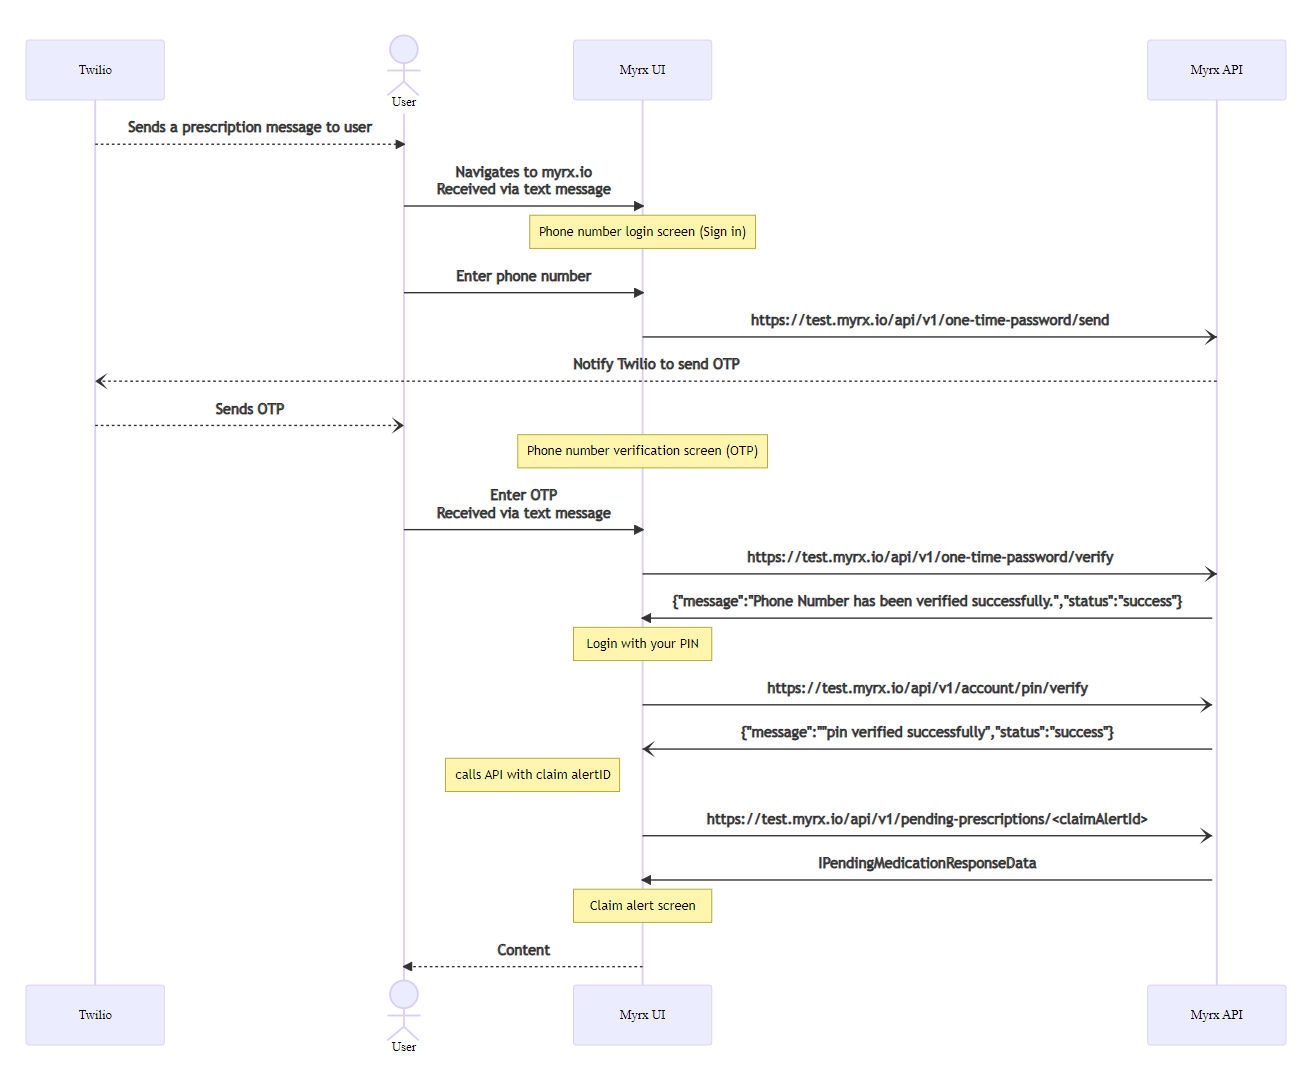 Twilio
User
Myrx UI
Myrx API
Sends a prescription message to user
Navigates to myrx.io
Received via text message
Phone number login screen (Sign in)
Enter phone number
https://test.myrx.io/api/v1/one-time-password/send
Notify Twilio to send OTP
Sends OTP
Phone number verification screen (OTP)
Enter OTP
Received via text message
https://test.myrx.io/api/v1/one-time-password/verify
{"message":"Phone Number has been verified successfully.","status":"success"}
Login with your PIN
https://test.myrx.io/api/v1/account/pin/verify
{"message":""pin verified successfully","status":"success"}
calls API with claim alertID
https://test.myrx.io/api/v1/pending-prescriptions/<claimAlertId>
IPendingMedicationResponseData
Claim alert screen
Content
Twilio
User
Myrx UI
Myrx API